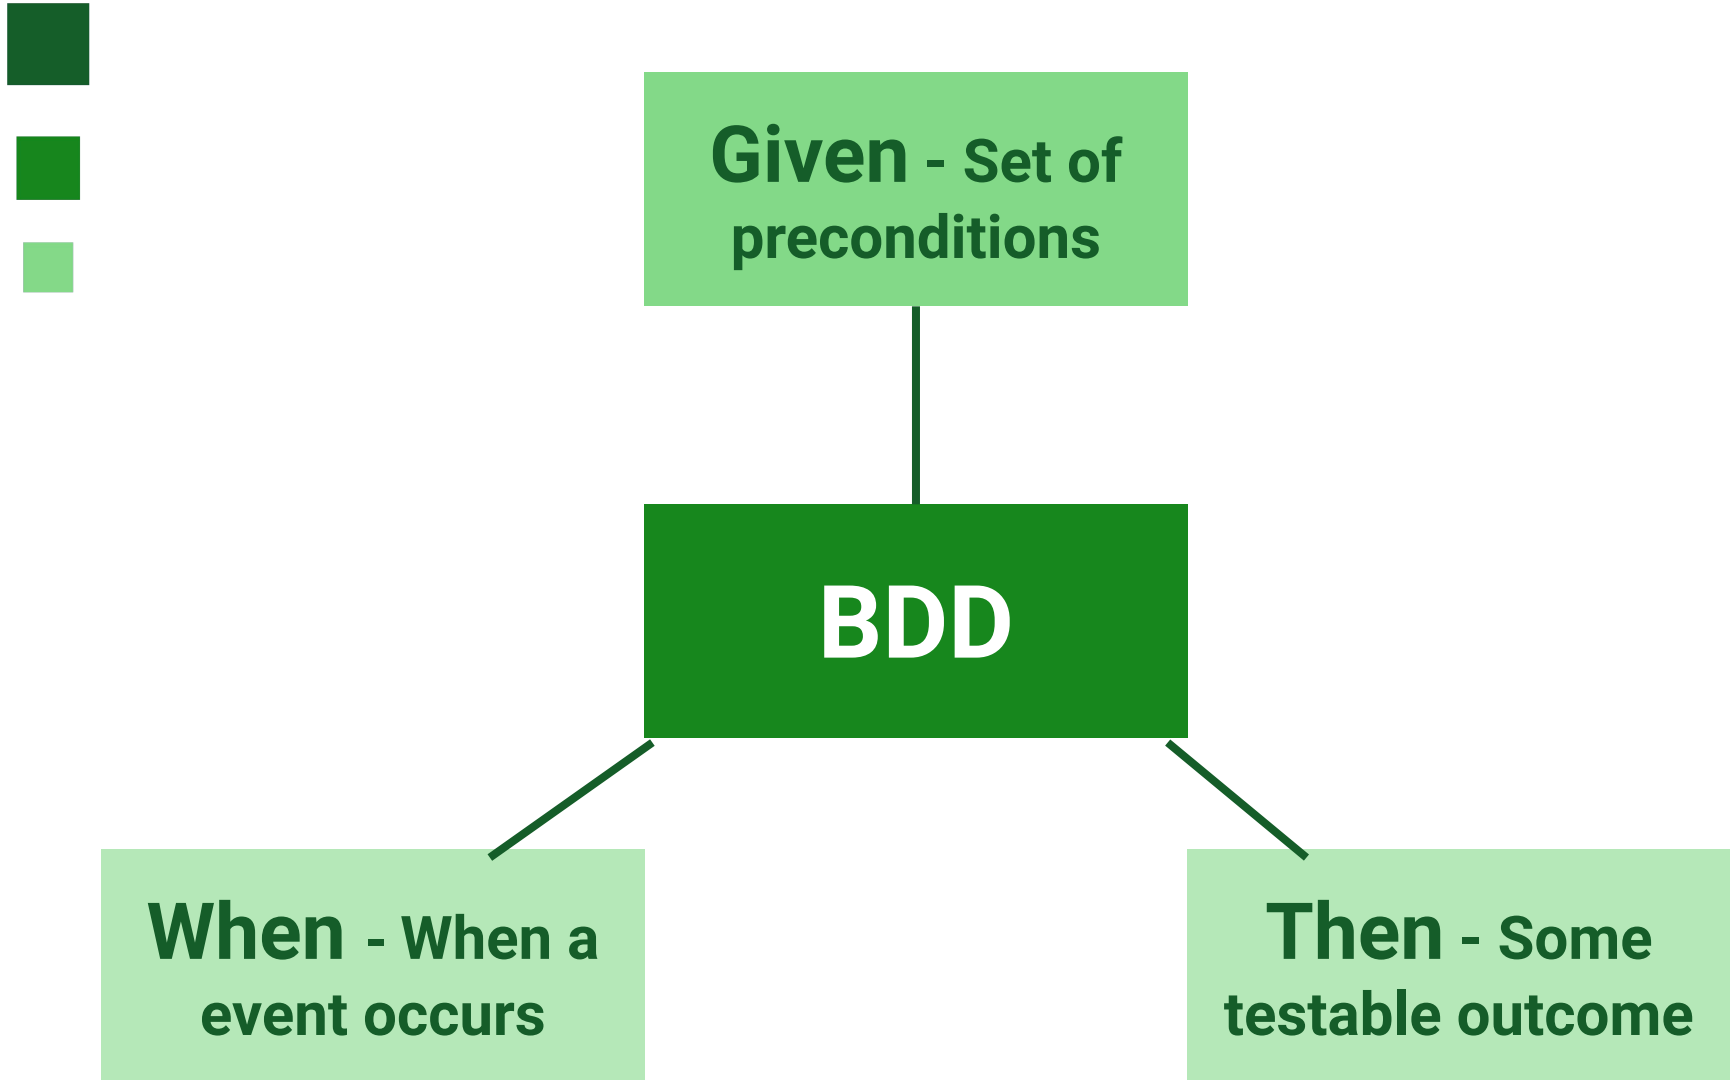 Given - Set of
preconditions
BDD
When - When a
event occurs
Then - Some
testable outcome